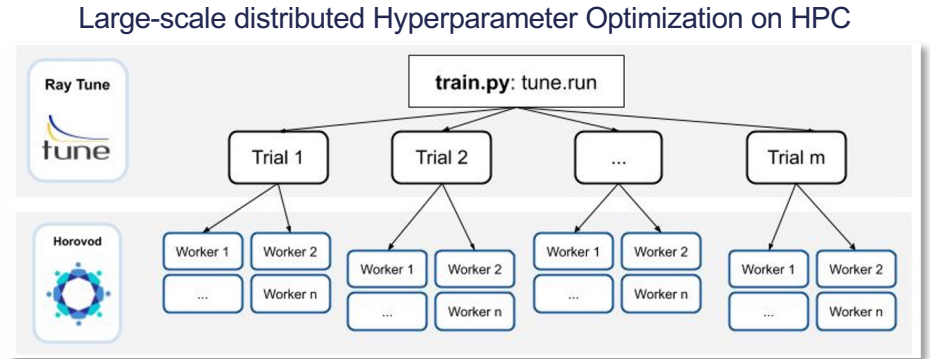 Large-scale distributed Hyperparameter Optimization on HPC
Ray Tune
tune
train.py: tune.run
Trial 1
Trial 2
...
Trial m
Horovod
Worker 1
Worker 2
...
Worker n
Worker 1
Worker 2
...
Worker n
Worker 1
Worker 2
...
Worker n
Worker 1
Worker 2
...
Worker n